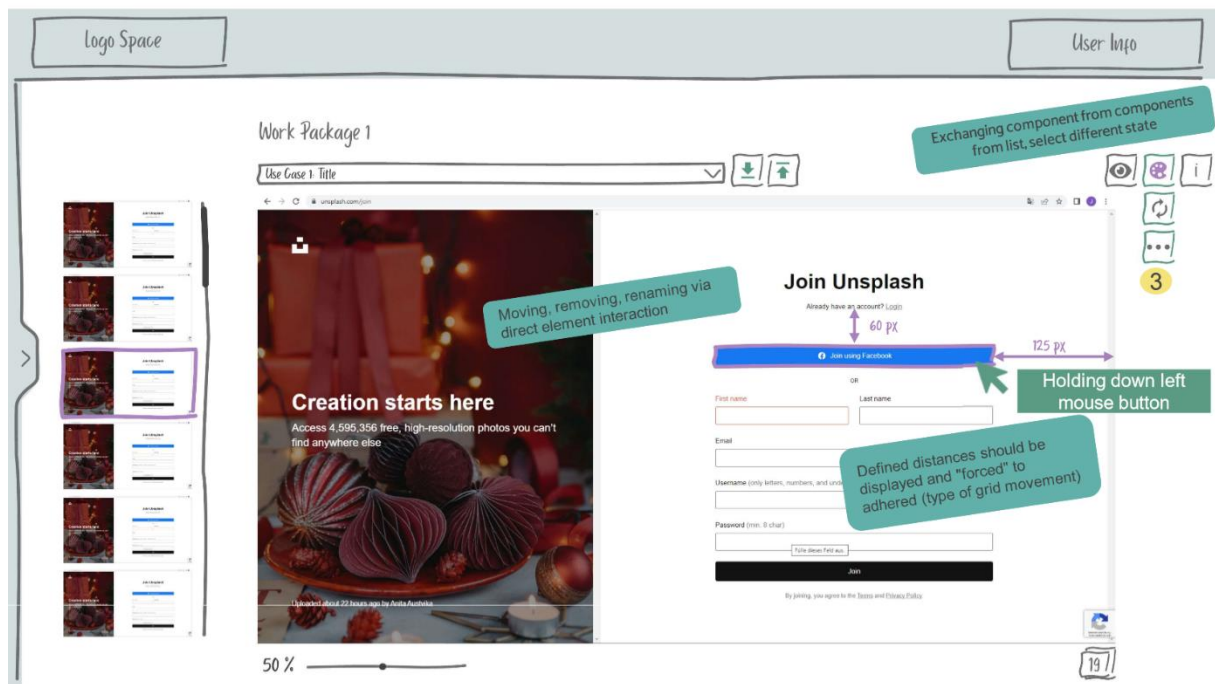 Logo Space
User Info
Work Package 1
Exchanging component from components
from list, select different state
Use Case 1: Title
i
unsplash.com/join
3
Moving, removing, renaming via
direct element interaction
Join Unsplash
Already have an account? Login
60 px
Join using Facebook
125 px
Holding down left
mouse button
OR
First name
Last name
Creation starts here
Access 4,595,356 free, high-resolution photos you can't
find anywhere else
Email
Defined distances should be
displayed and "forced" to
adhered (type of grid movement)
Username (only letters, numbers, and
Password (min. 8 char)
Fülle dieses Feld aus.
Join
By joining, you agree to the Terms and Privacy Policy.
Uploaded about 22 hours ago by Anita Austvika
50 %
19